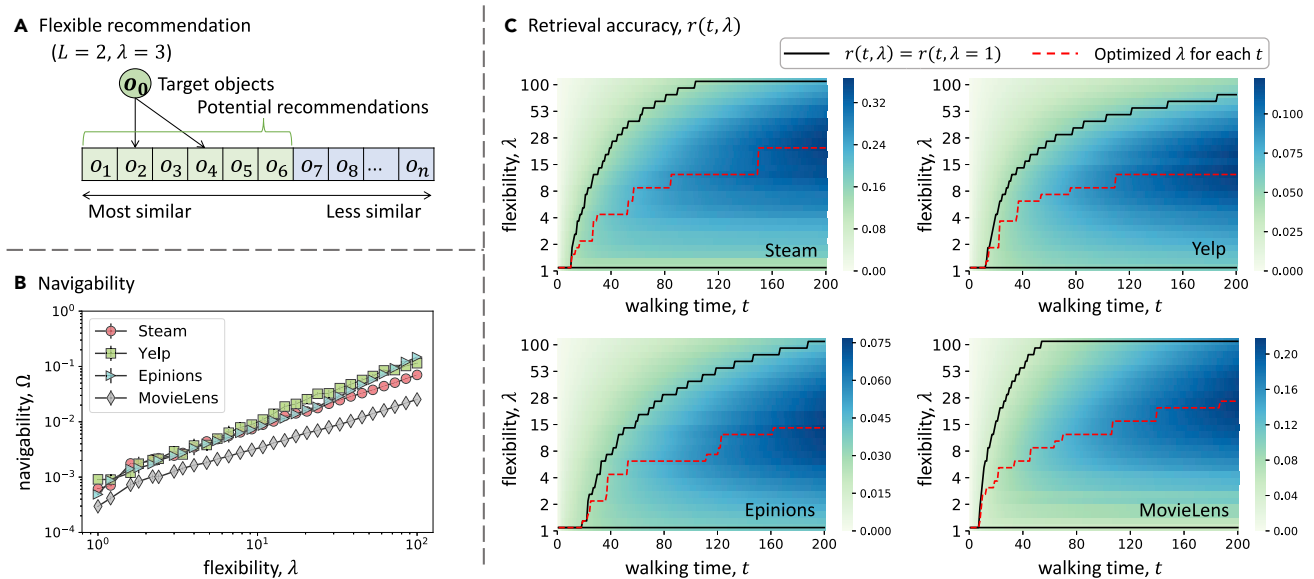 A Flexible recommendation
(L = 2, λ = 3)
o₀ Target objects
Potential recommendations
o₁ o₂ o₃ o₄ o₅ o₆ o₇ o₈ ... oₙ
Most similar Less similar
B Navigability
navigability, Ω
10⁰
10⁻¹
10⁻²
10⁻³
10⁻⁴
Steam
Yelp
Epinions
MovieLens
10⁰ 10¹ 10²
flexibility, λ
C Retrieval accuracy, r(t, λ)
r(t, λ) = r(t, λ = 1) Optimized λ for each t
flexibility, λ
100
53
28
15
8
4
2
1
Steam
0 40 80 120 160 200
walking time, t
0.32
0.24
0.16
0.08
0.00
flexibility, λ
100
53
28
15
8
4
2
1
Yelp
0 40 80 120 160 200
walking time, t
0.100
0.075
0.050
0.025
0.000
flexibility, λ
100
53
28
15
8
4
2
1
Epinions
0 40 80 120 160 200
walking time, t
0.075
0.060
0.045
0.030
0.015
0.000
flexibility, λ
100
53
28
15
8
4
2
1
MovieLens
0 40 80 120 160 200
walking time, t
0.20
0.16
0.12
0.08
0.04
0.00